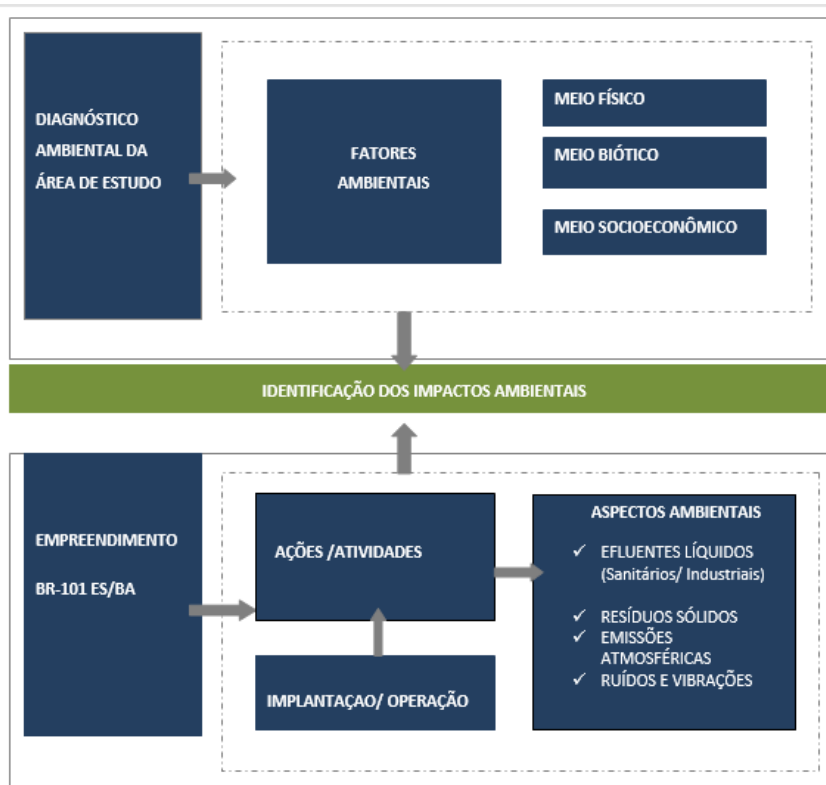 DIAGNÓSTICO
AMBIENTAL DA
ÁREA DE ESTUDO
FATORES
AMBIENTAIS
MEIO FÍSICO
MEIO BIÓTICO
MEIO SOCIOECONÔMICO
IDENTIFICAÇÃO DOS IMPACTOS AMBIENTAIS
EMPREENDIMENTO
BR-101 ES/BA
AÇÕES /ATIVIDADES
IMPLANTAÇAO/ OPERAÇÃO
ASPECTOS AMBIENTAIS
✓ EFLUENTES LÍQUIDOS
(Sanitários/ Industriais)
✓ RESÍDUOS SÓLIDOS
✓ EMISSÕES
ATMOSFÉRICAS
✓ RUÍDOS E VIBRAÇÕES